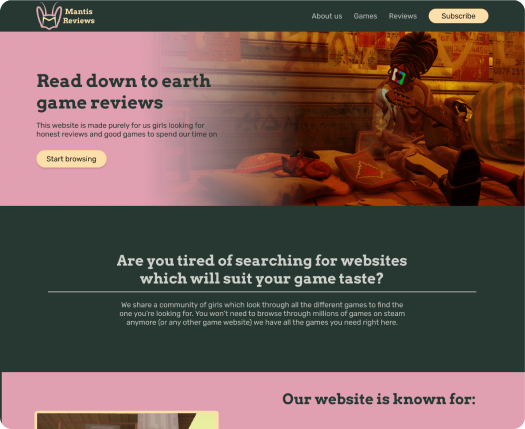 Mantis
Reviews
About us
Games
Reviews
Subscribe
Read down to earth
game reviews
This website is made purely for us girls looking for
honest reviews and good games to spend our time on
Start browsing
Are you tired of searching for websites
which will suit your game taste?
We share a community of girls which look through all the different games to find the
one you're looking for. You won't need to browse through millions of games on steam
anymore (or any other game website) we have all the games you need right here.
Our website is known for: